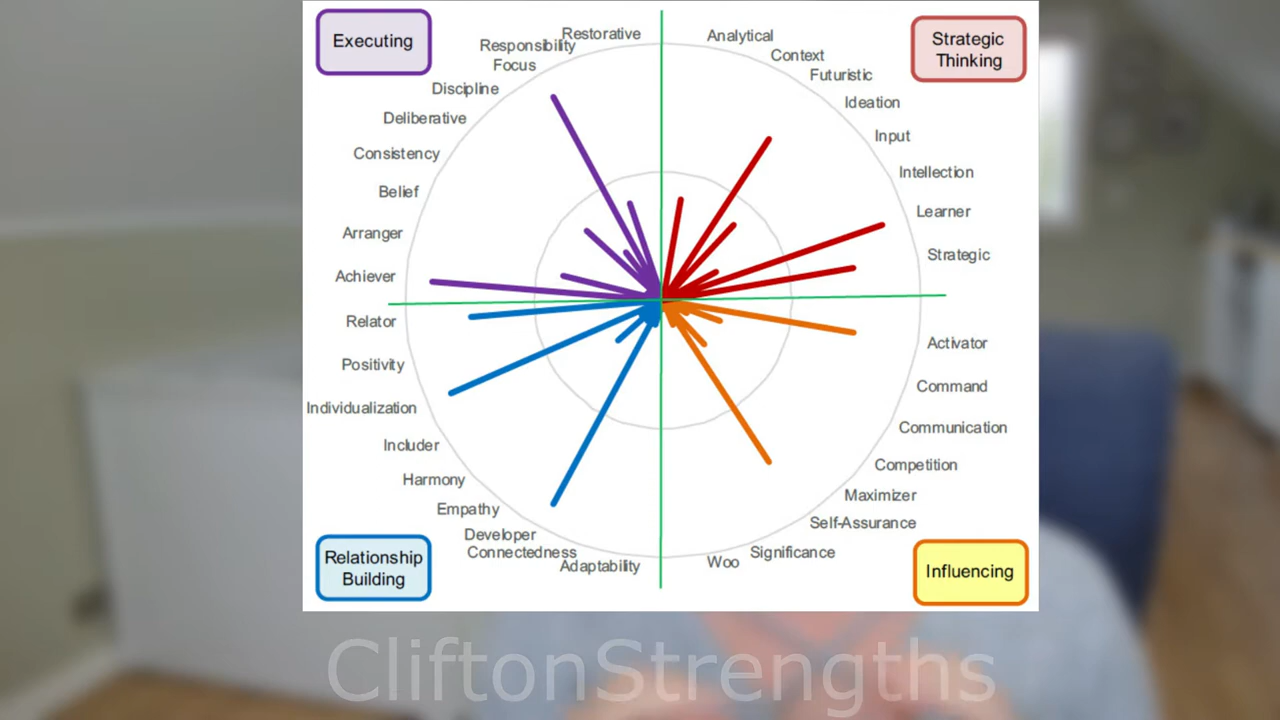 Executing
Strategic
Thinking
Restorative
Responsibility
Focus
Discipline
Deliberative
Consistency
Belief
Arranger
Achiever
Analytical
Context
Futuristic
Ideation
Input
Intellection
Learner
Strategic
Relator
Positivity
Individualization
Includer
Harmony
Empathy
Developer
Connectedness
Adaptability
Activator
Command
Communication
Competition
Maximizer
Self-Assurance
Significance
Woo
Relationship
Building
Influencing
CliftonStrengths